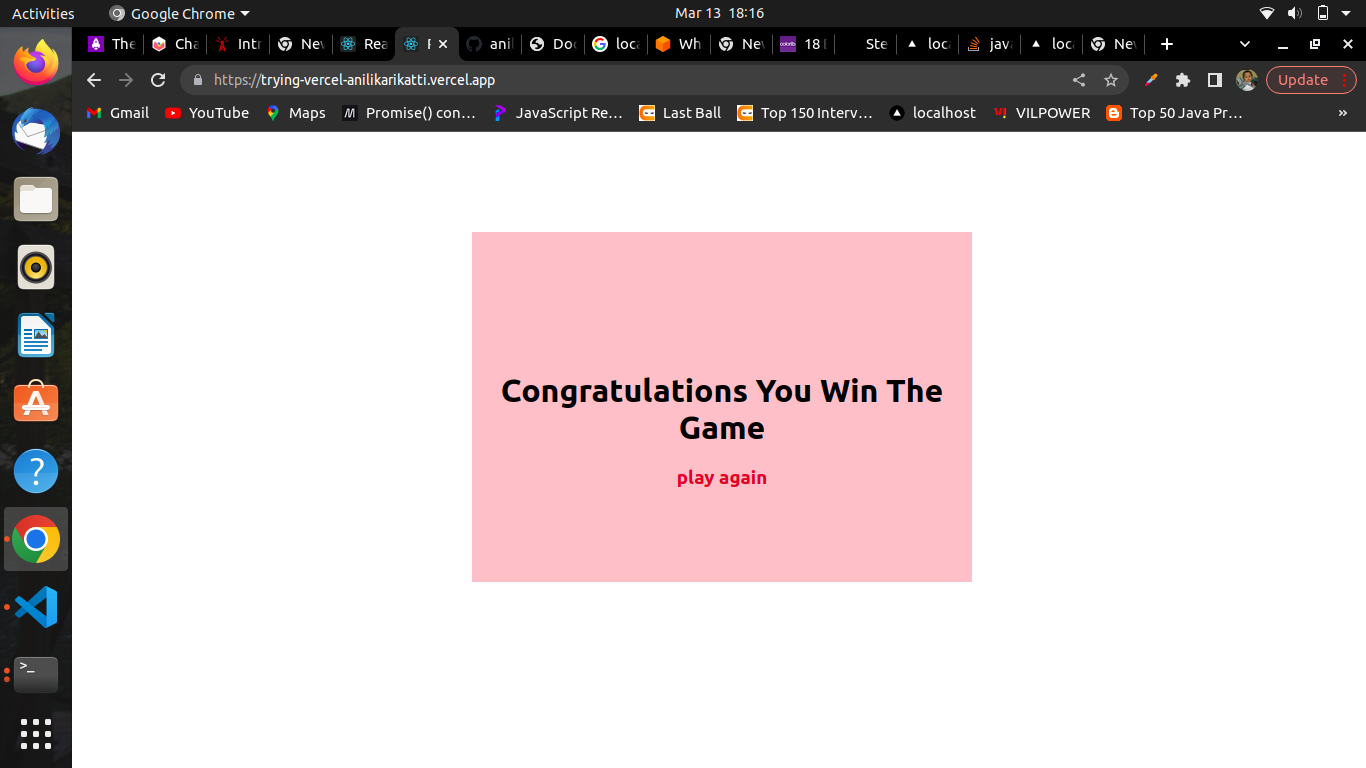 Activities Google Chrome Mar 13 18:16
The Cha Intr Nev Rea F anil Doc loca Wh Nev 18 Ste loca java loca Nev
https://trying-vercel-anilikarikatti.vercel.app Update
Gmail YouTube Maps Promise() con… JavaScript Re… Last Ball Top 150 Interv… localhost VILPOWER Top 50 Java Pr… »
Congratulations You Win The
Game
play again